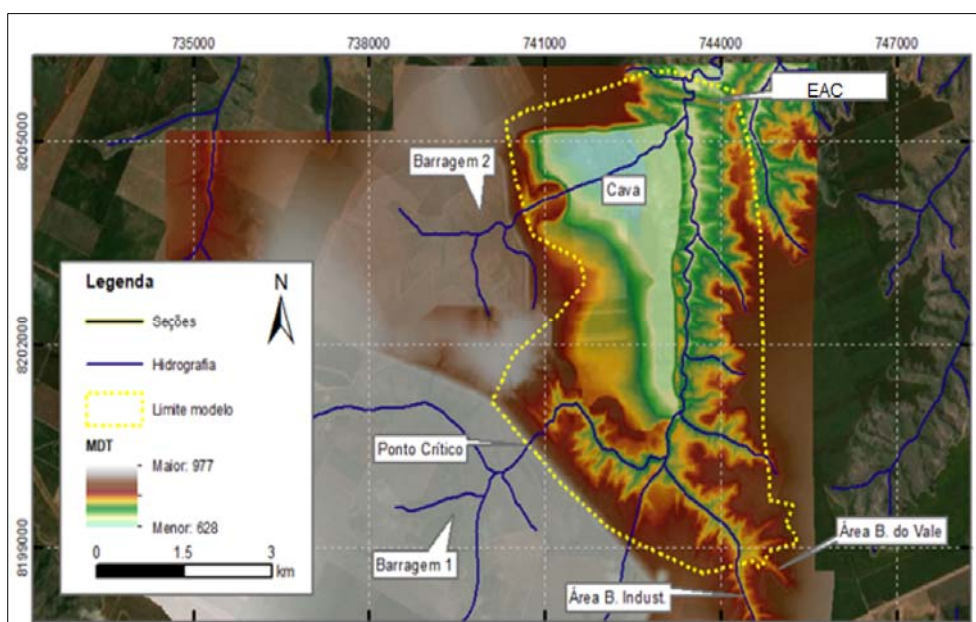 735000
738000
741000
744000
747000
8205000
8202000
8199000
EAC
Barragem 2
Cava
Ponto Crítico
Barragem 1
Área B. do Vale
Área B. Indust.
Legenda
N
Seções
Hidrografia
Limite modelo
MDT
Maior: 977
Menor: 628
0
1.5
3
km